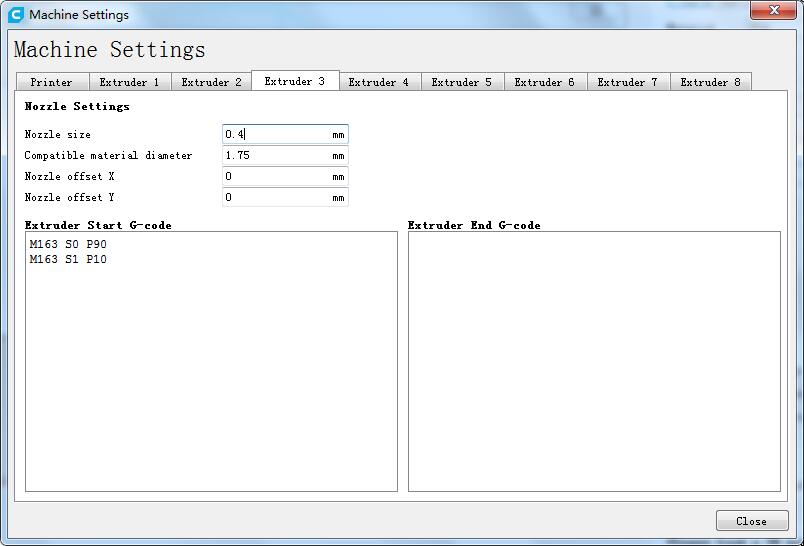 Machine Settings
Machine Settings
Printer Extruder 1 Extruder 2 Extruder 3 Extruder 4 Extruder 5 Extruder 6 Extruder 7 Extruder 8
Nozzle Settings
Nozzle size 0.4 mm
Compatible material diameter 1.75 mm
Nozzle offset X 0 mm
Nozzle offset Y 0 mm
Extruder Start G-code Extruder End G-code
M163 S0 P90
M163 S1 P10
Close